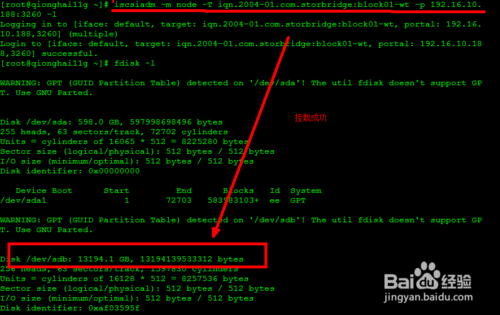 [root@qionghai11g ~]# iscsiadm -m node -T iqn.2004-01.com.storbridge:block01-wt -p 192.16.10.
188:3260 -l
Logging in to [iface: default, target: iqn.2004-01.com.storbridge:block01-wt, portal: 192.16.
10.188,3260] (multiple)
Login to [iface: default, target: iqn.2004-01.com.storbridge:block01-wt, portal: 192.16.10.18
8,3260] successful.
[root@qionghai11g ~]# fdisk -l
WARNING: GPT (GUID Partition Table) detected on '/dev/sda'! The util fdisk doesn't support GP
T. Use GNU Parted.
Disk /dev/sda: 598.0 GB, 597998698496 bytes
接载成功
255 heads, 63 sectors/track, 72702 cylinders
Units = cylinders of 16065 * 512 = 8225280 bytes
Sector size (logical/physical): 512 bytes / 512 bytes
I/O size (minimum/optimal): 512 bytes / 512 bytes
Disk identifier: 0x00000000
Device Boot Start End Blocks Id System
/dev/sda1 1 72703 583983103+ ee GPT
WARNING: GPT (GUID Partition Table) detected on '/dev/sdb'! The util fdisk doesn't support GP
T. Use GNU Parted.
Disk /dev/sdb: 13194.1 GB, 13194139533312 bytes
256 heads, 63 sectors/track, 1597830 cylinders
Units = cylinders of 16128 * 512 = 8257536 bytes
Sector size (logical/physical): 512 bytes / 512 bytes
I/O size (minimum/optimal): 512 bytes / 512 bytes
Disk identifier: 0xaf03595f
Baidu 经验
jingyan.baidu.com